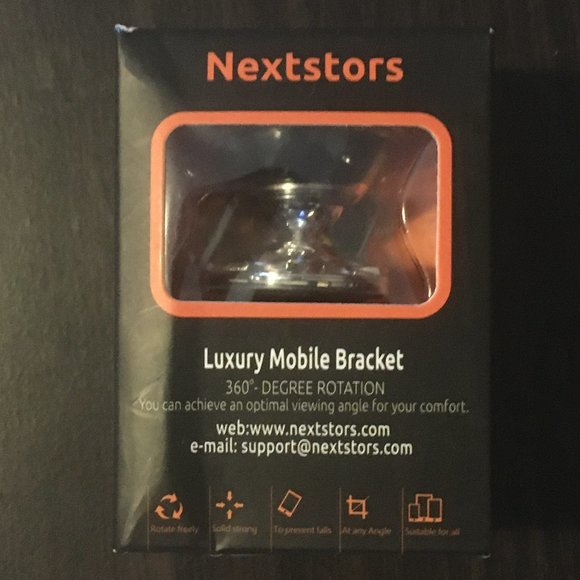 Nextstors
Luxury Mobile Bracket
360°- DEGREE ROTATION
You can achieve an optimal viewing angle for your comfort.
web:www.nextstors.com
e-mail: support@nextstors.com
Rotate freely
Solid strong
To present falls
At any Angle
Suitable for all